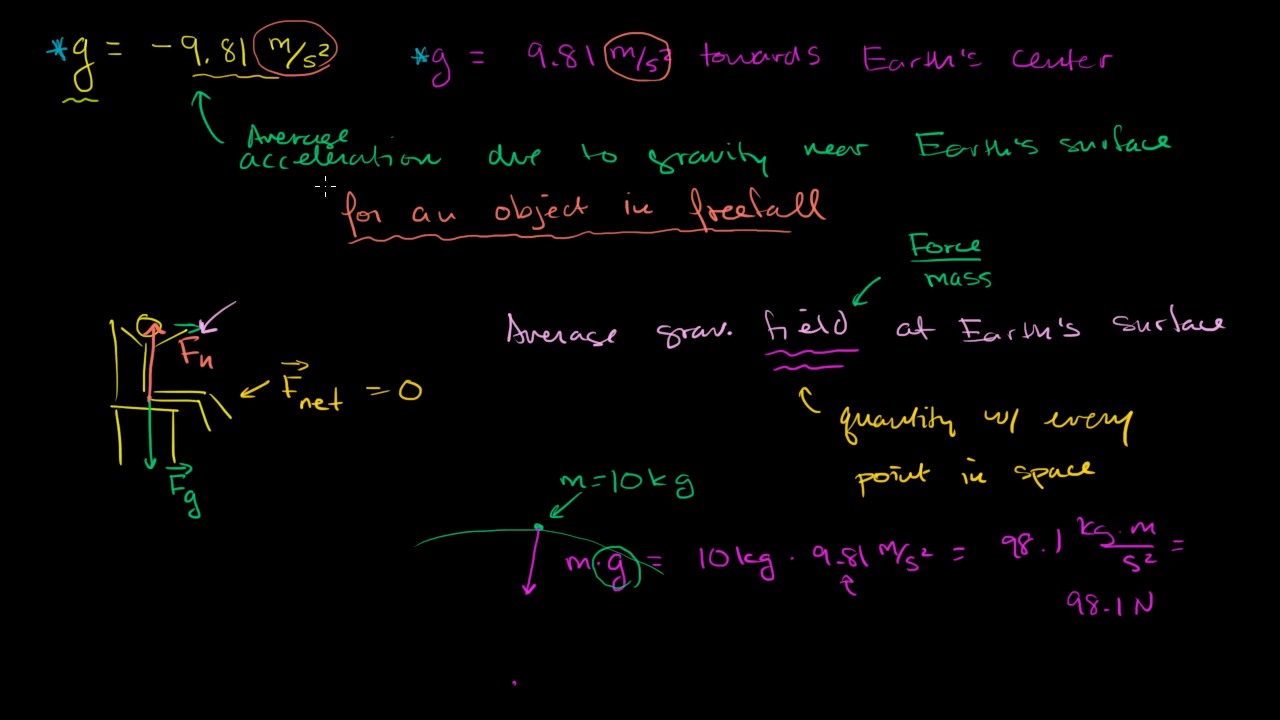 *g = -9.81 m/s² *g = 9.81 m/s² towards Earth's center
Average
acceleration due to gravity near Earth's surface
for an object in freefall
Force
mass
Average grav. field at Earth's surface
Fn
Fnet = 0
quantity w/ every
point in space
Fg
m=10kg
m·g = 10kg · 9.81 m/s² = 98.1 kg·m/s² =
98.1 N